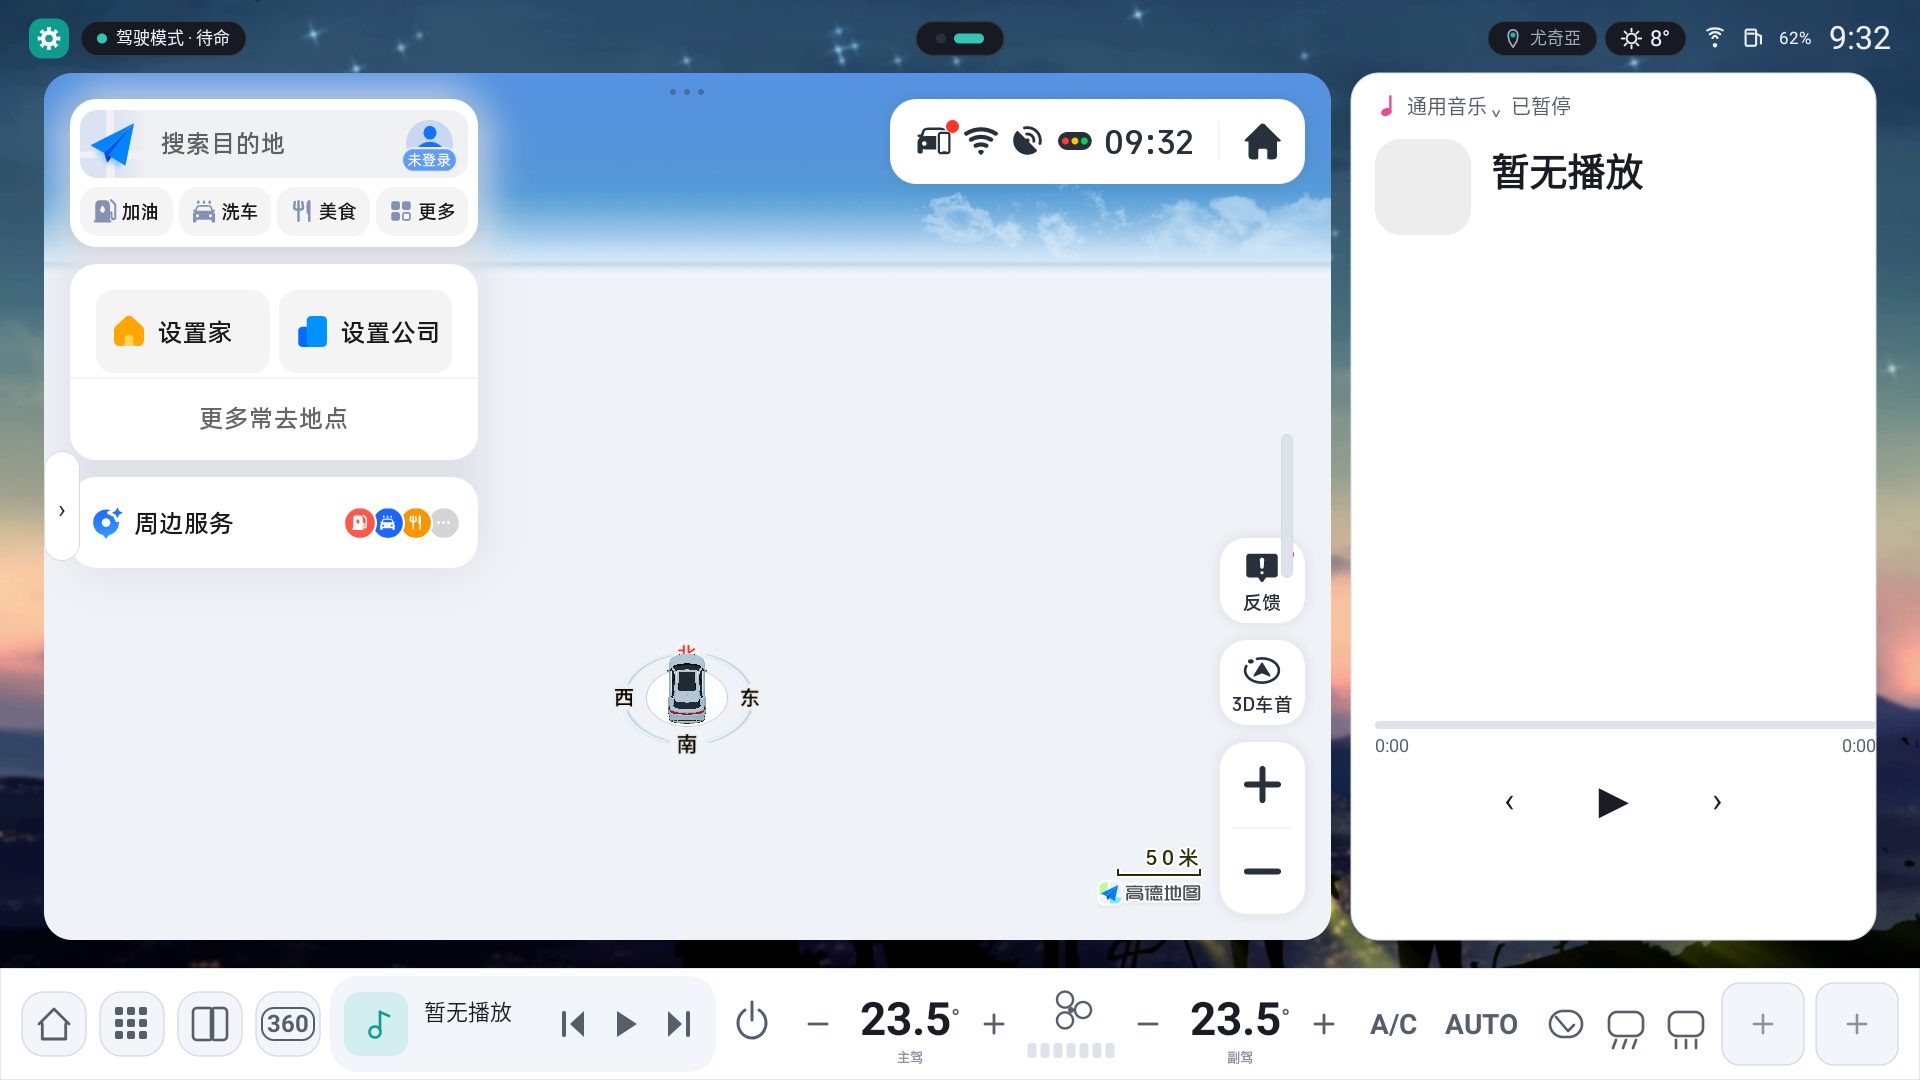 驾驶模式 · 待命
尤奇亞
8°
62%
9:32
搜索目的地
未登录
加油
洗车
美食
更多
09:32
设置家
设置公司
更多常去地点
周边服务
反馈
3D车首
北
西
东
南
50米
高德地图
通用音乐 已暂停
暂无播放
0:00
0:00
360
暂无播放
23.5°
主驾
23.5°
副驾
A/C
AUTO